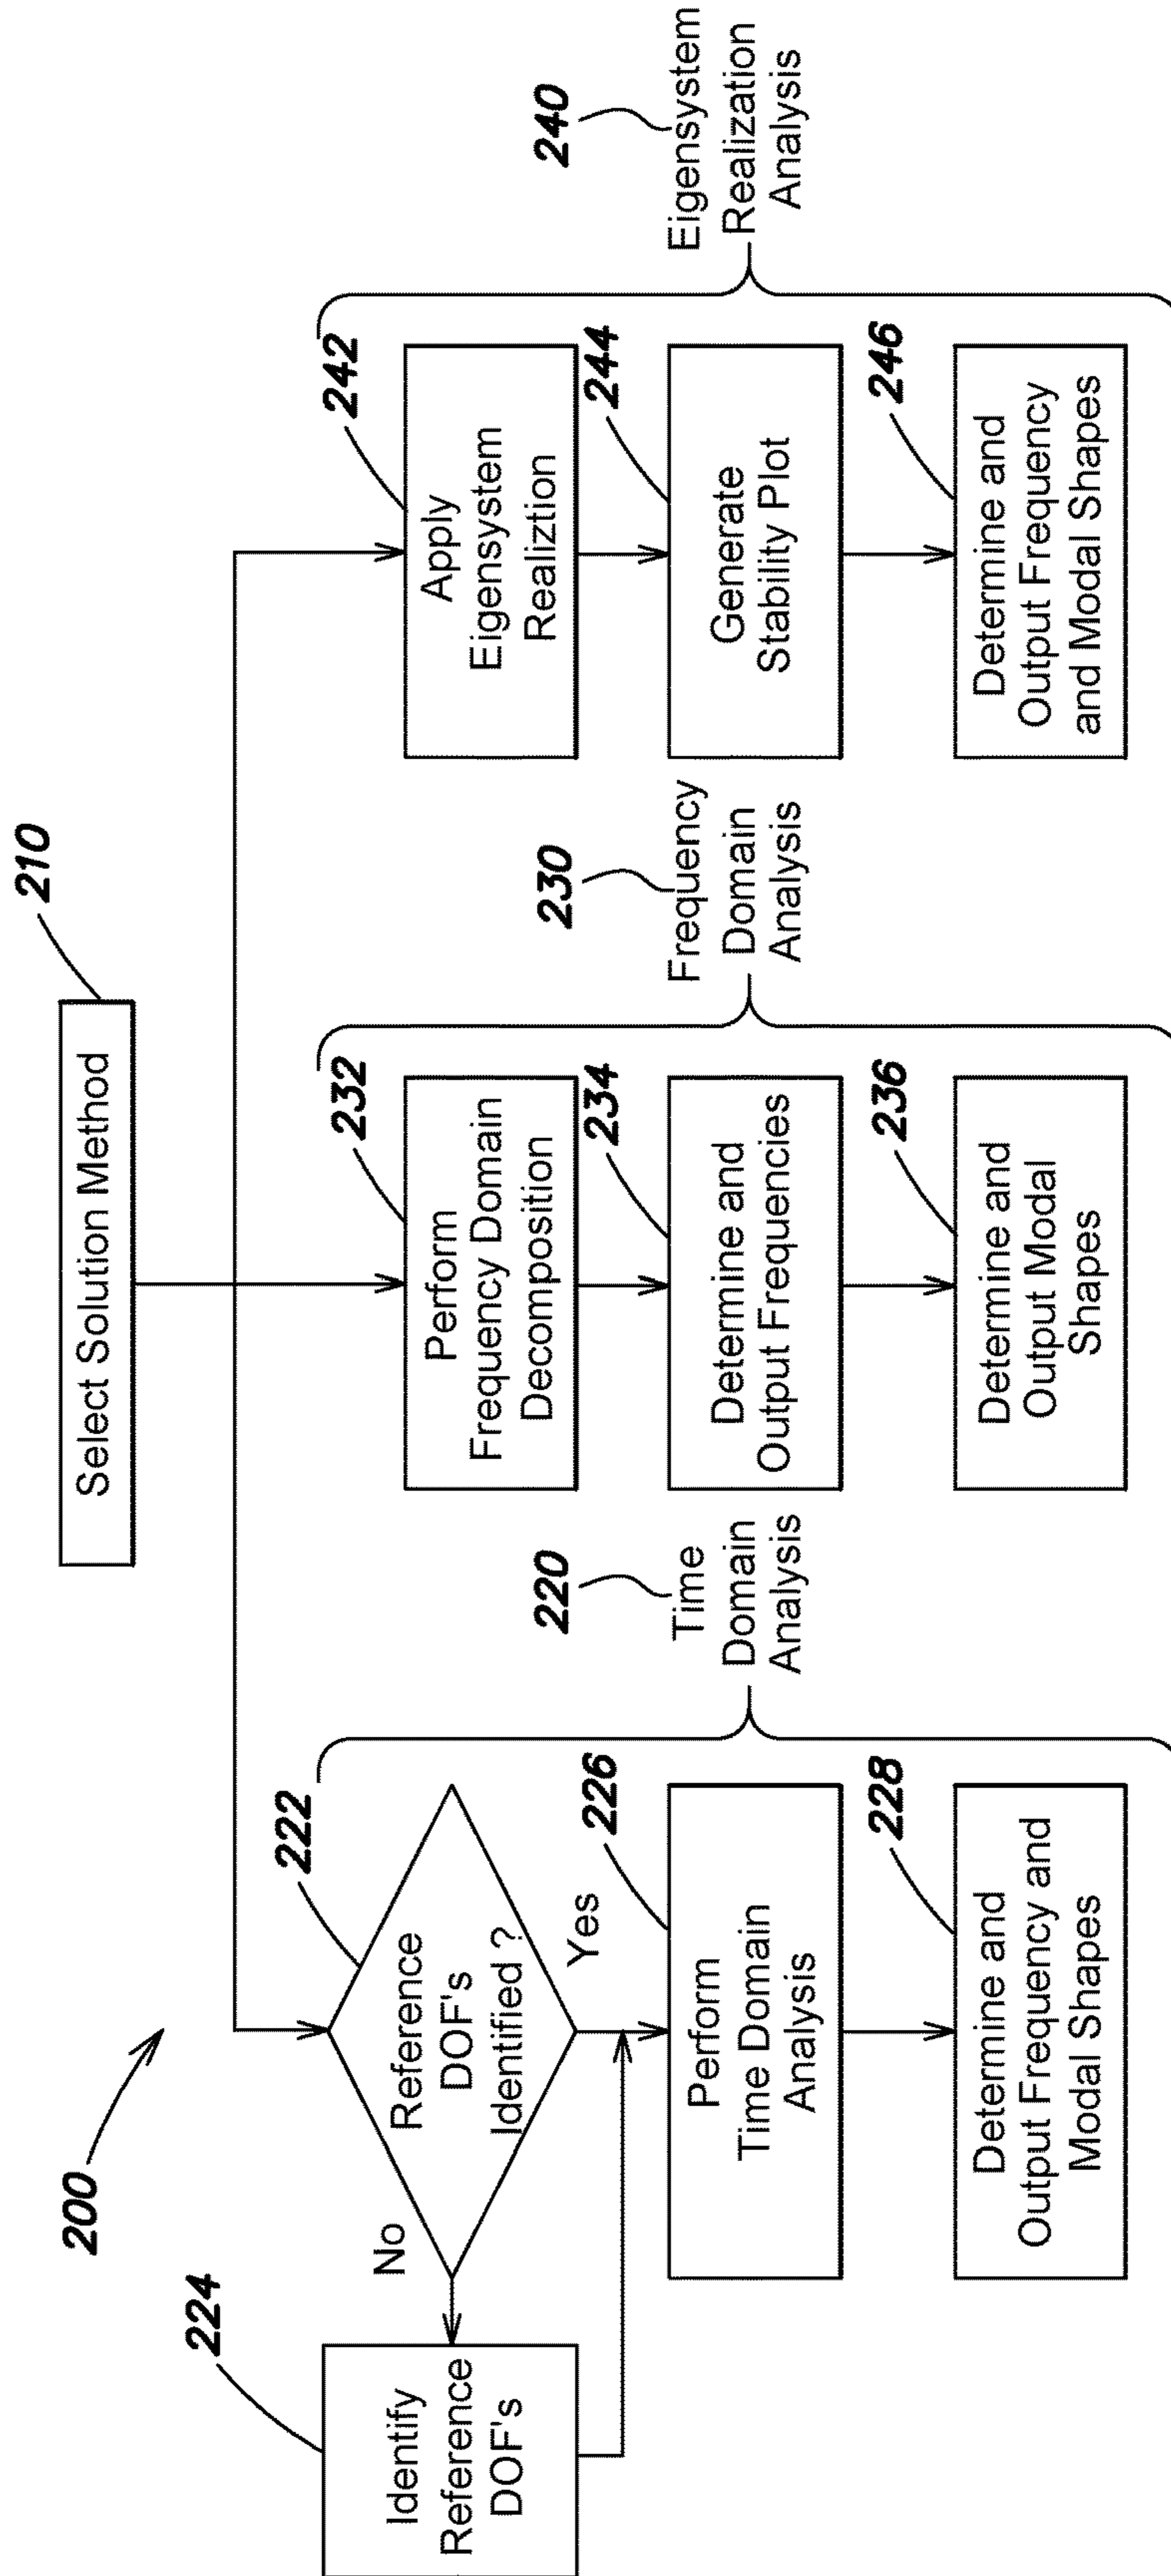 200
210
Select Solution Method
222
Reference
DOF's
Identified ?
No
Yes
224
Identify
Reference
DOF's
226
Perform
Time Domain
Analysis
228
Determine and
Output Frequency and
Modal Shapes
220
Time
Domain
Analysis
232
Perform
Frequency Domain
Decomposition
234
Determine and
Output Frequencies
236
Determine and
Output Modal
Shapes
230
Frequency
Domain
Analysis
242
Apply
Eigensystem
Realiztion
244
Generate
Stability Plot
246
Determine and
Output Frequency
and Modal Shapes
240
Eigensystem
Realization
Analysis